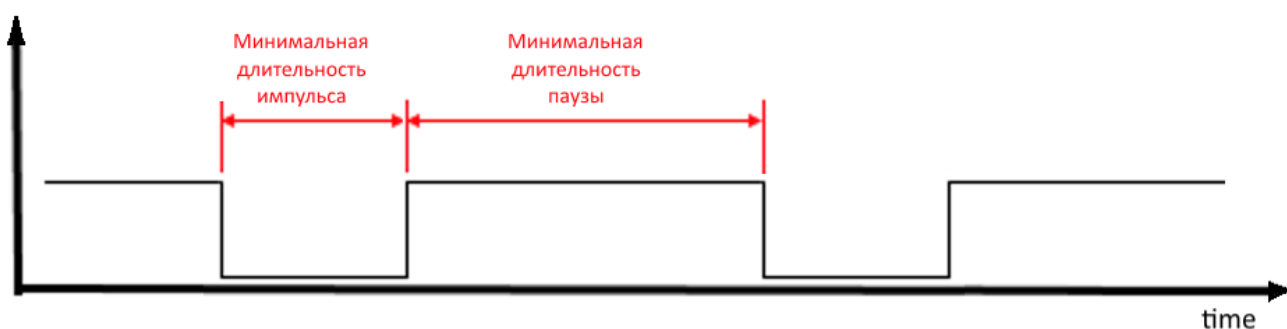 Минимальная
длительность
импульса
Минимальная
длительность
паузы
time